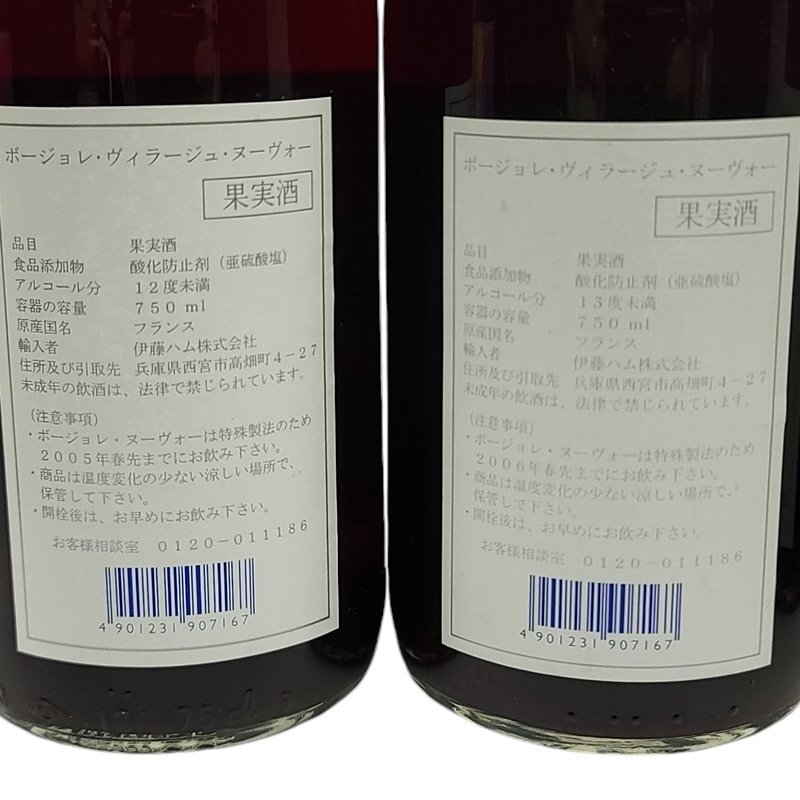 ボージョレ・ヴィラージュ・ヌーヴォー
果実酒
品目 果実酒
食品添加物 酸化防止剤（亜硫酸塩）
アルコール分 １２度未満
容器の容量 ７５０ ml
原産国名 フランス
輸入者 伊藤ハム株式会社
住所及び引取先 兵庫県西宮市高畑町４−２７
未成年の飲酒は、法律で禁じられています。
（注意事項）
・ボージョレ・ヌーヴォーは特殊製法のため
２００５年春先までにお飲み下さい。
・商品は温度変化の少ない涼しい場所で、
保管して下さい。
・開栓後は、お早めにお飲み下さい。
お客様相談室 ０１２０−０１１１８６
4 901231 907167
ボージョレ・ヴィラージュ・ヌーヴォー
果実酒
品目 果実酒
食品添加物 酸化防止剤（亜硫酸塩）
アルコール分 １３度未満
容器の容量 ７５０ ml
原産国名 フランス
輸入者 伊藤ハム株式会社
住所及び引取先 兵庫県西宮市高畑町４−２７
未成年の飲酒は、法律で禁じられています。
（注意事項）
・ボージョレ・ヌーヴォーは特殊製法のため
２００６年春先までにお飲み下さい。
・商品は温度変化の少ない涼しい場所で、
保管して下さい。
・開栓後は、お早めにお飲み下さい。
お客様相談室 ０１２０−０１１１８６
4 901231 907167